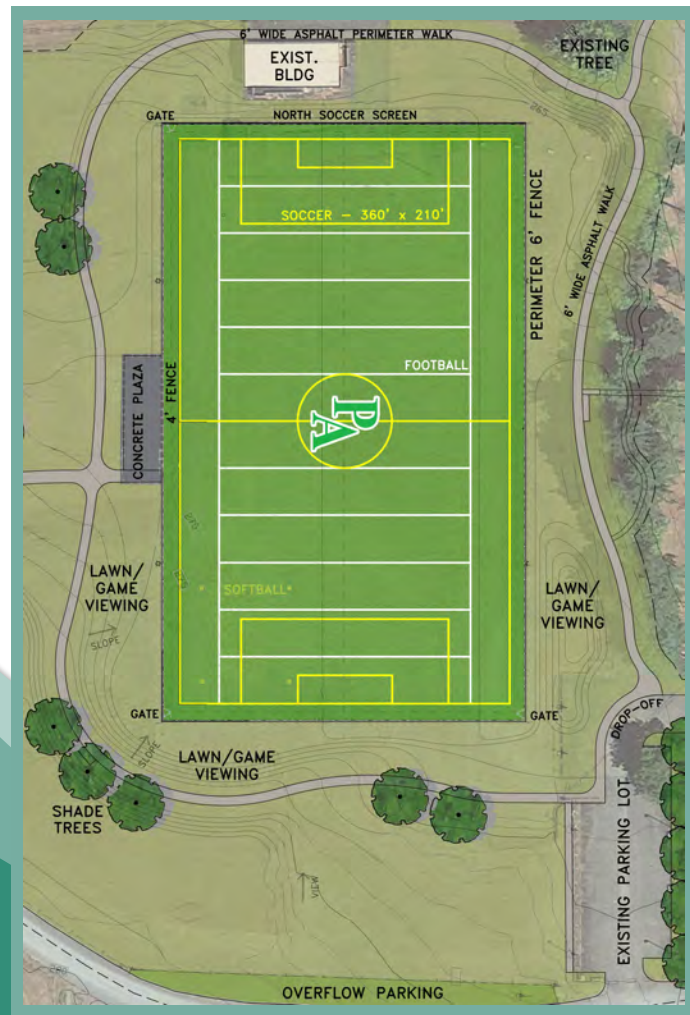 6' WIDE ASPHALT PERIMETER WALK
EXIST.
BLDG
EXISTING
TREE
265
GATE
NORTH SOCCER SCREEN
SOCCER – 360' x 210'
PERIMETER 6' FENCE
6' WIDE ASPHALT WALK
FOOTBALL
CONCRETE PLAZA
4' FENCE
PA
270
SOFTBALL
LAWN/
GAME
VIEWING
SLOPE
LAWN/
GAME
VIEWING
GATE
GATE
DROP-OFF
SLOPE
LAWN/GAME
VIEWING
SHADE
TREES
VIEW
EXISTING PARKING LOT
OVERFLOW PARKING